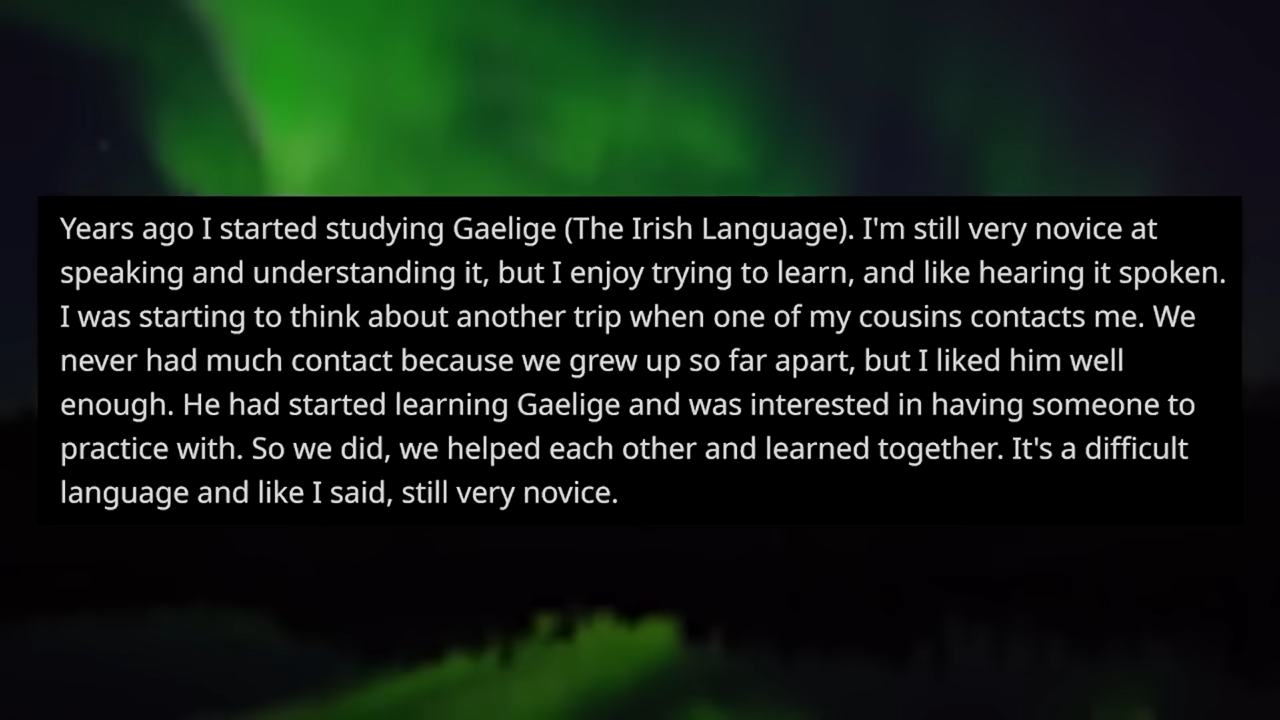 Years ago I started studying Gaelige (The Irish Language). I'm still very novice at
speaking and understanding it, but I enjoy trying to learn, and like hearing it spoken.
I was starting to think about another trip when one of my cousins contacts me. We
never had much contact because we grew up so far apart, but I liked him well
enough. He had started learning Gaelige and was interested in having someone to
practice with. So we did, we helped each other and learned together. It's a difficult
language and like I said, still very novice.